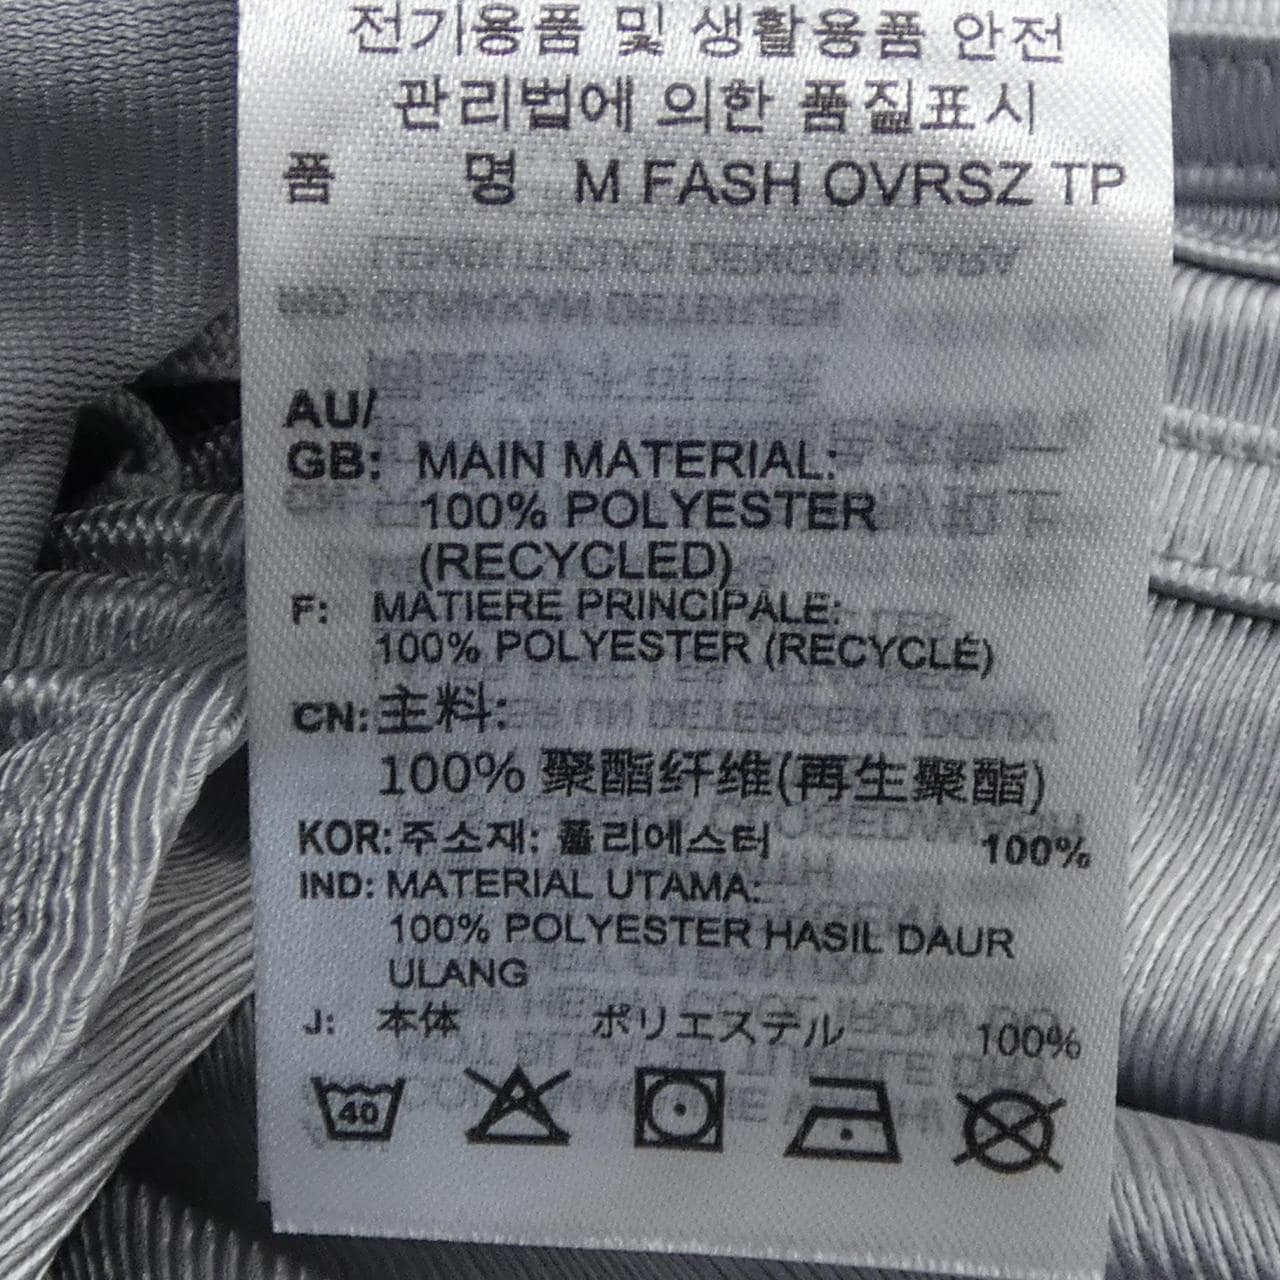 전기용품 및 생활용품 안전
관리법에 의한 품질표시
품 명 M FASH OVRSZ TP
AU/
GB: MAIN MATERIAL:
100% POLYESTER
(RECYCLED)
F: MATIERE PRINCIPALE:
100% POLYESTER (RECYCLÉ)
CN: 主料:
100% 聚酯纤维(再生聚酯)
KOR: 주소재: 폴리에스터 100%
IND: MATERIAL UTAMA:
100% POLYESTER HASIL DAUR
ULANG
J: 本体 ポリエステル 100%
40